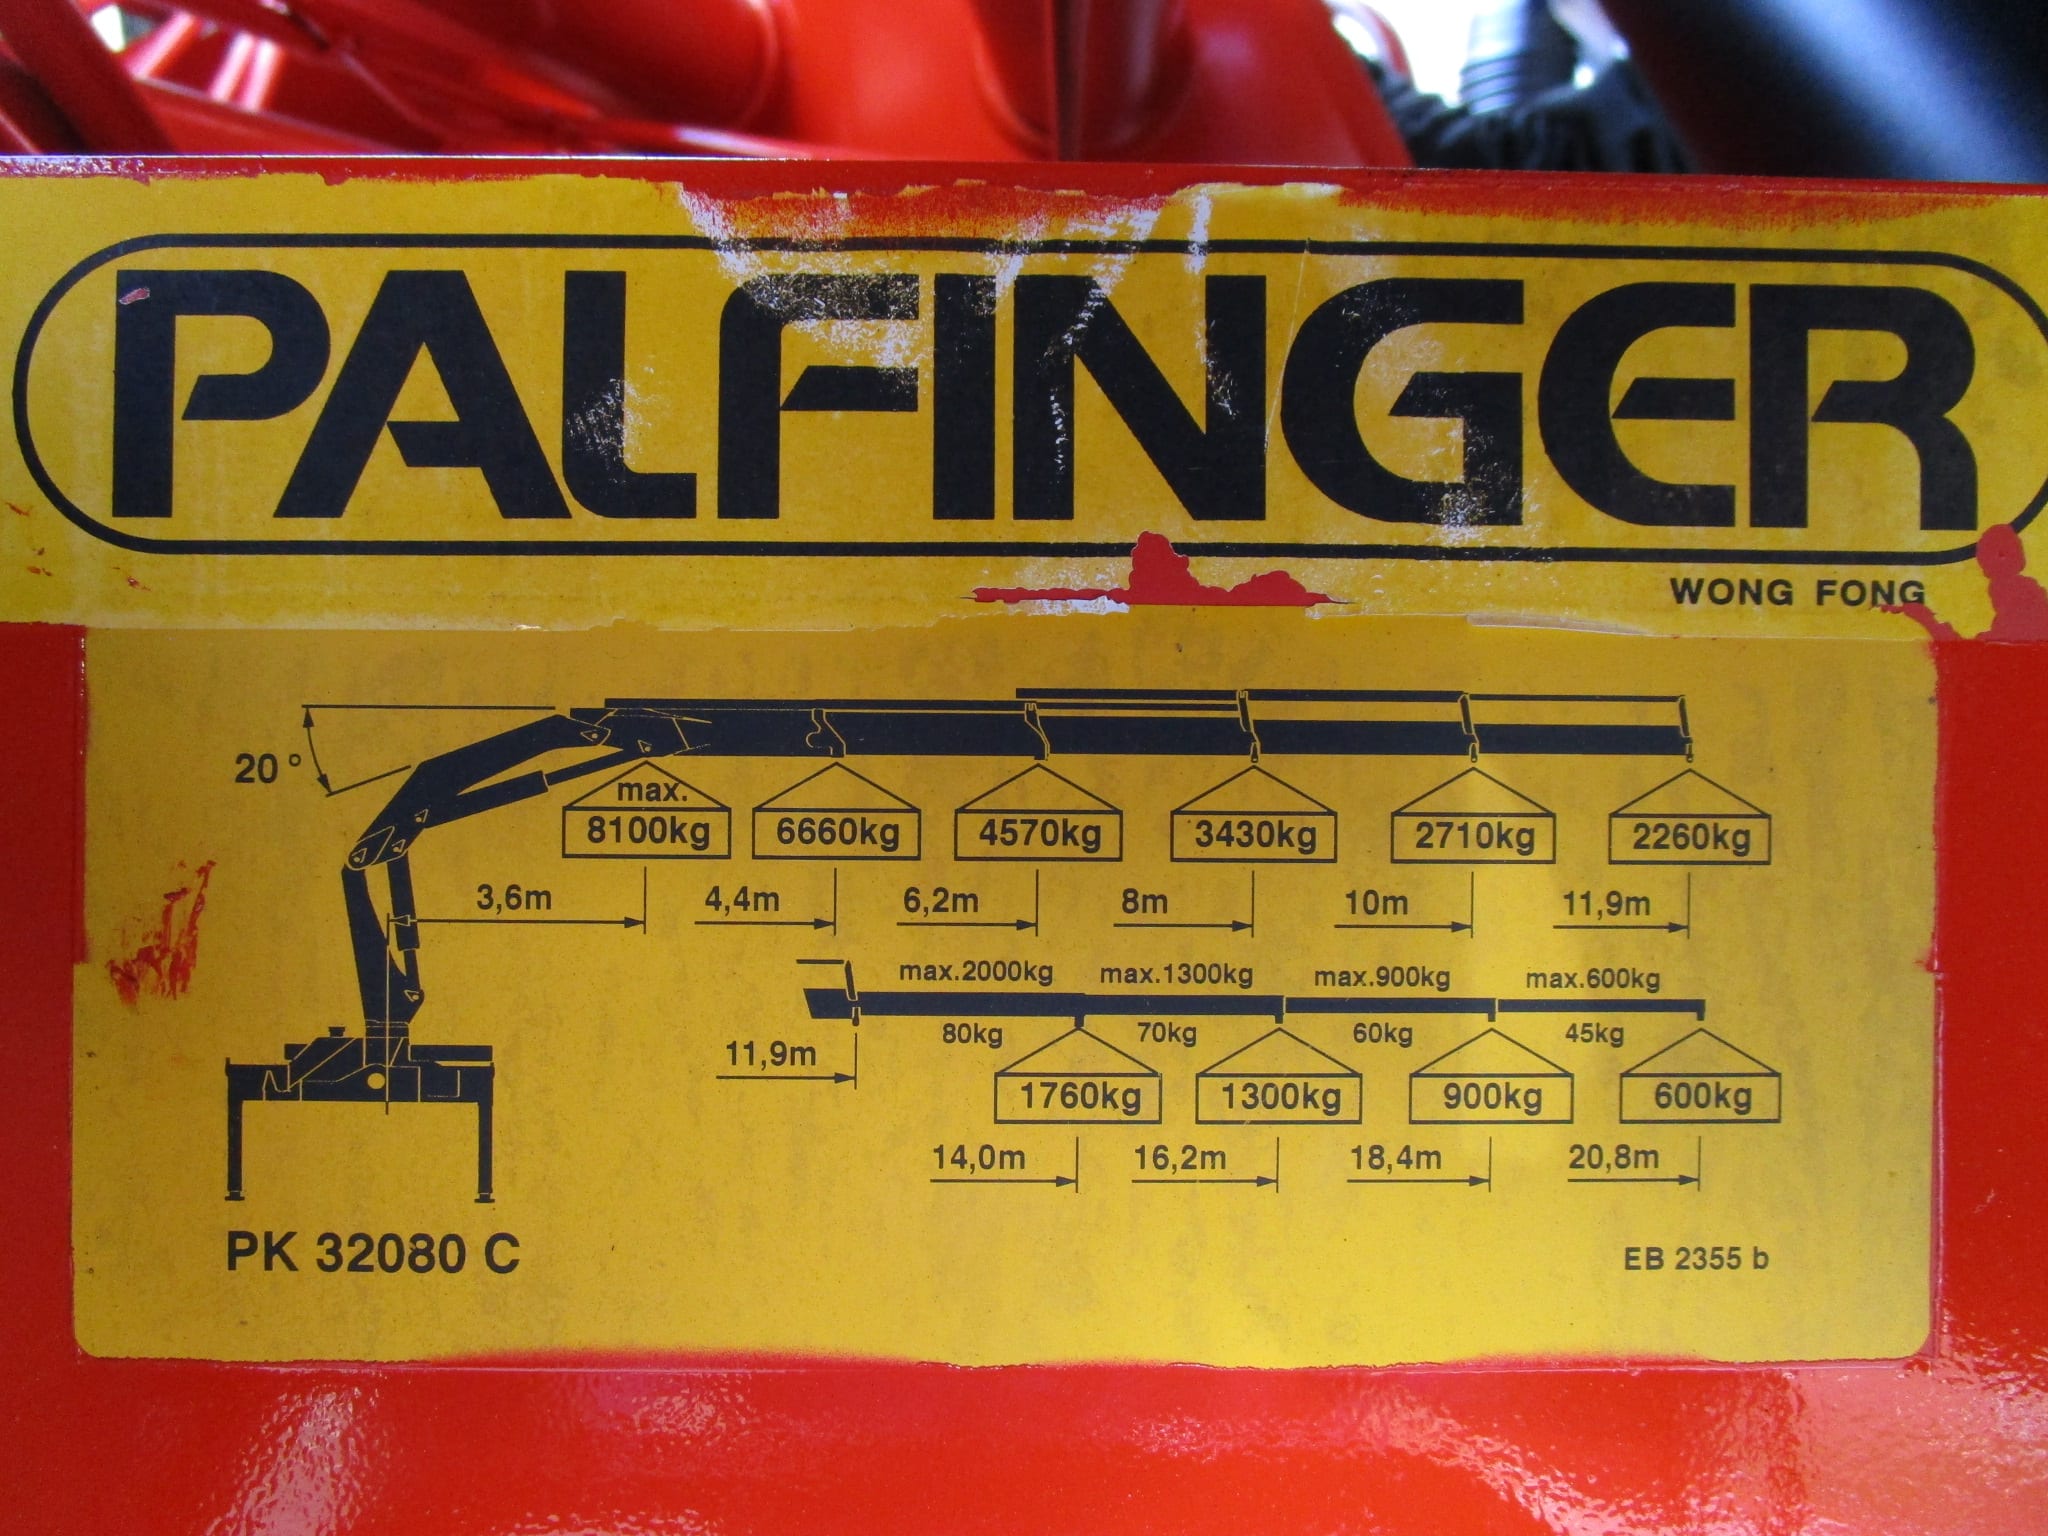 PALFINGER
WONG FONG
20°
max.
8100kg 6660kg 4570kg 3430kg 2710kg 2260kg
3,6m 4,4m 6,2m 8m 10m 11,9m
max.2000kg max.1300kg max.900kg max.600kg
80kg 70kg 60kg 45kg
11,9m
1760kg 1300kg 900kg 600kg
14,0m 16,2m 18,4m 20,8m
PK 32080 C
EB 2355 b